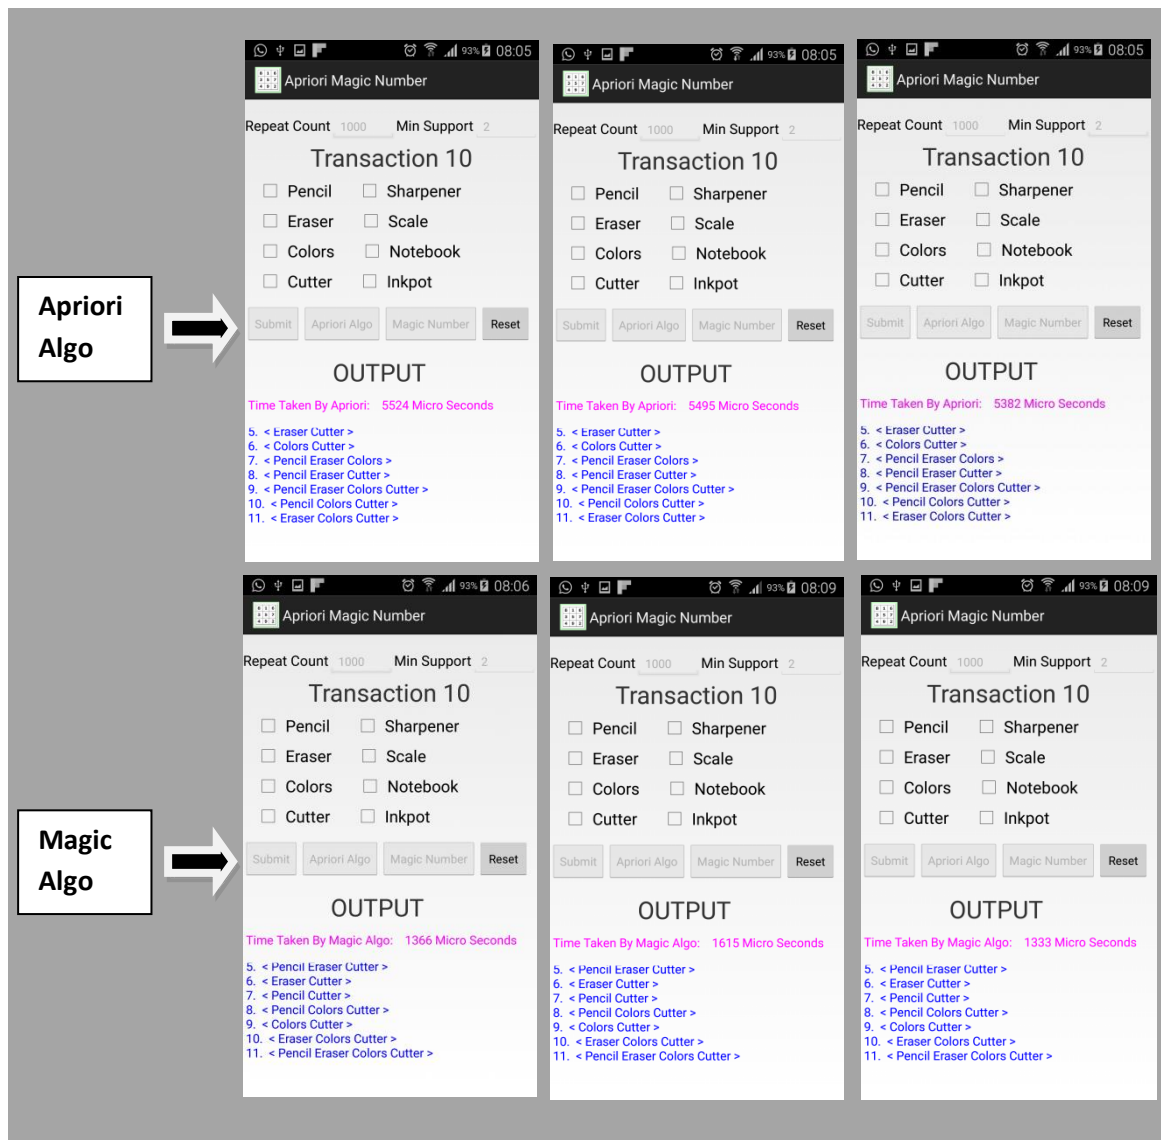 93% 08:05
Apriori Magic Number
Repeat Count 1000 Min Support 2
Transaction 10
Pencil Sharpener
Eraser Scale
Colors Notebook
Cutter Inkpot
Submit Apriori Algo Magic Number Reset
OUTPUT
Time Taken By Apriori: 5524 Micro Seconds
5. < Eraser Cutter >
6. < Colors Cutter >
7. < Pencil Eraser Colors >
8. < Pencil Eraser Cutter >
9. < Pencil Eraser Colors Cutter >
10. < Pencil Colors Cutter >
11. < Eraser Colors Cutter >
93% 08:05
Apriori Magic Number
Repeat Count 1000 Min Support 2
Transaction 10
Pencil Sharpener
Eraser Scale
Colors Notebook
Cutter Inkpot
Submit Apriori Algo Magic Number Reset
OUTPUT
Time Taken By Apriori: 5495 Micro Seconds
5. < Eraser Cutter >
6. < Colors Cutter >
7. < Pencil Eraser Colors >
8. < Pencil Eraser Cutter >
9. < Pencil Eraser Colors Cutter >
10. < Pencil Colors Cutter >
11. < Eraser Colors Cutter >
93% 08:05
Apriori Magic Number
Repeat Count 1000 Min Support 2
Transaction 10
Pencil Sharpener
Eraser Scale
Colors Notebook
Cutter Inkpot
Submit Apriori Algo Magic Number Reset
OUTPUT
Time Taken By Apriori: 5382 Micro Seconds
5. < Eraser Cutter >
6. < Colors Cutter >
7. < Pencil Eraser Colors >
8. < Pencil Eraser Cutter >
9. < Pencil Eraser Colors Cutter >
10. < Pencil Colors Cutter >
11. < Eraser Colors Cutter >
Apriori
Algo
93% 08:06
Apriori Magic Number
Repeat Count 1000 Min Support 2
Transaction 10
Pencil Sharpener
Eraser Scale
Colors Notebook
Cutter Inkpot
Submit Apriori Algo Magic Number Reset
OUTPUT
Time Taken By Magic Algo: 1366 Micro Seconds
5. < Pencil Eraser Cutter >
6. < Eraser Cutter >
7. < Pencil Cutter >
8. < Pencil Colors Cutter >
9. < Colors Cutter >
10. < Eraser Colors Cutter >
11. < Pencil Eraser Colors Cutter >
93% 08:09
Apriori Magic Number
Repeat Count 1000 Min Support 2
Transaction 10
Pencil Sharpener
Eraser Scale
Colors Notebook
Cutter Inkpot
Submit Apriori Algo Magic Number Reset
OUTPUT
Time Taken By Magic Algo: 1615 Micro Seconds
5. < Pencil Eraser Cutter >
6. < Eraser Cutter >
7. < Pencil Cutter >
8. < Pencil Colors Cutter >
9. < Colors Cutter >
10. < Eraser Colors Cutter >
11. < Pencil Eraser Colors Cutter >
93% 08:09
Apriori Magic Number
Repeat Count 1000 Min Support 2
Transaction 10
Pencil Sharpener
Eraser Scale
Colors Notebook
Cutter Inkpot
Submit Apriori Algo Magic Number Reset
OUTPUT
Time Taken By Magic Algo: 1333 Micro Seconds
5. < Pencil Eraser Cutter >
6. < Eraser Cutter >
7. < Pencil Cutter >
8. < Pencil Colors Cutter >
9. < Colors Cutter >
10. < Eraser Colors Cutter >
11. < Pencil Eraser Colors Cutter >
Magic
Algo